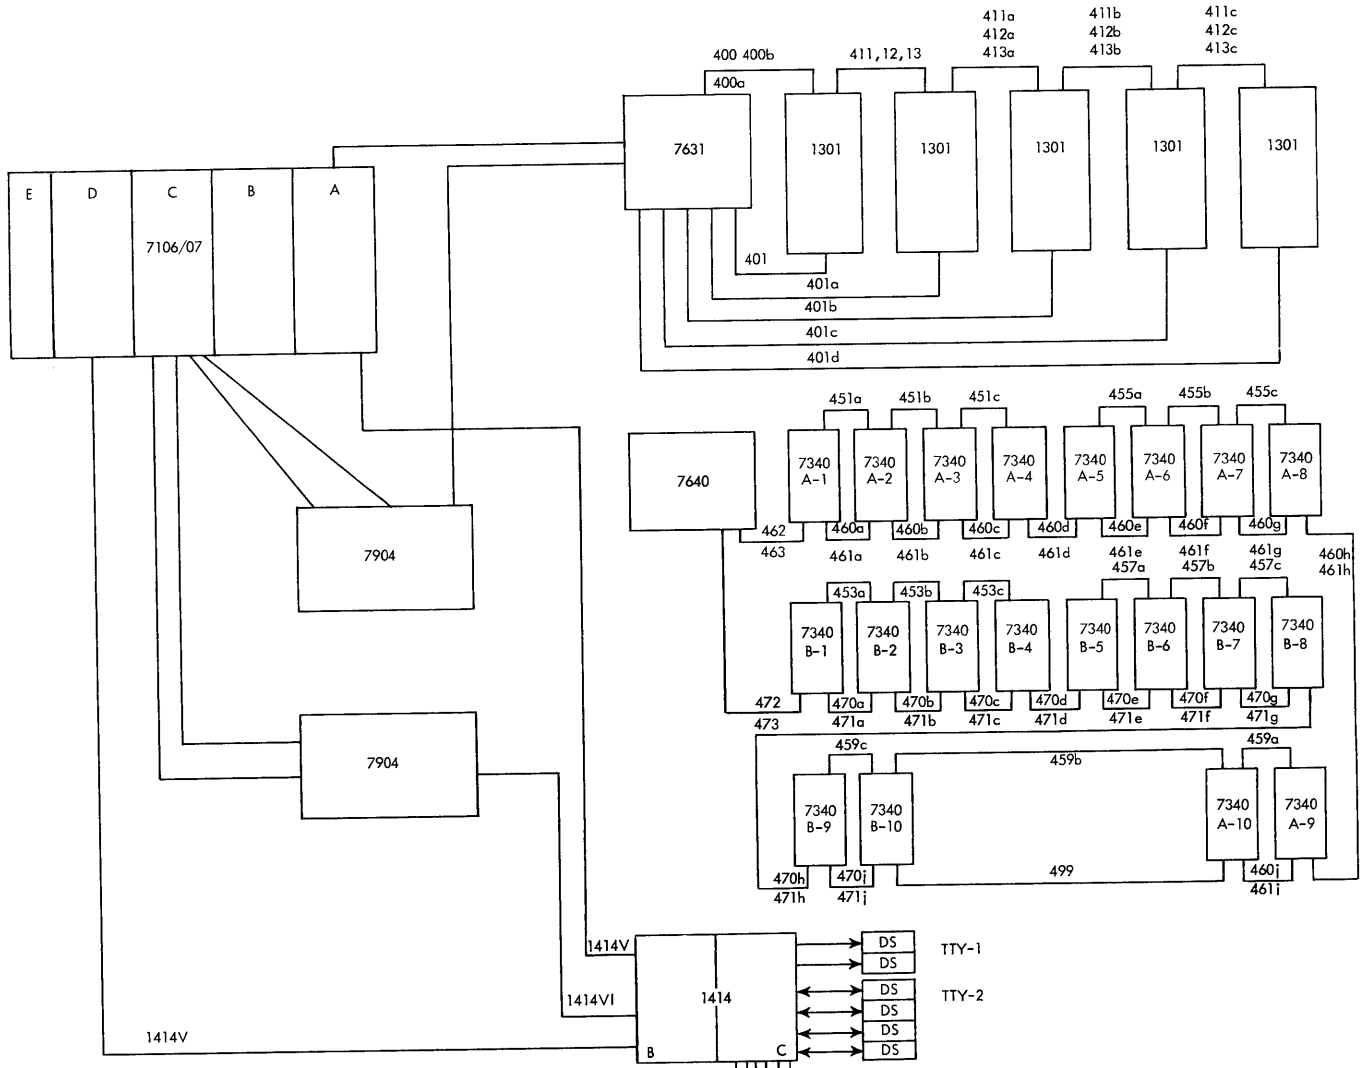 411a
412a
413a
411b
412b
413b
411c
412c
413c
400 400b
400a
411,12,13
7631
1301
1301
1301
1301
1301
E
D
C
B
A
7106/07
401
401a
401b
401c
401d
451a
451b
451c
455a
455b
455c
7640
7340
A-1
7340
A-2
7340
A-3
7340
A-4
7340
A-5
7340
A-6
7340
A-7
7340
A-8
462
463
460a
461a
460b
461b
460c
461c
460d
461d
460e
461e
460f
461f
460g
461g
460h
461h
7904
453a
453b
453c
457a
457b
457c
7340
B-1
7340
B-2
7340
B-3
7340
B-4
7340
B-5
7340
B-6
7340
B-7
7340
B-8
472
473
470a
471a
470b
471b
470c
471c
470d
471d
470e
471e
470f
471f
470g
471g
7904
459c
459b
459a
7340
B-9
7340
B-10
7340
A-10
7340
A-9
470h
471h
470j
471j
499
460j
461i
1414V
1414VI
1414V
1414
B
C
DS
DS
TTY-1
DS
DS
DS
DS
TTY-2